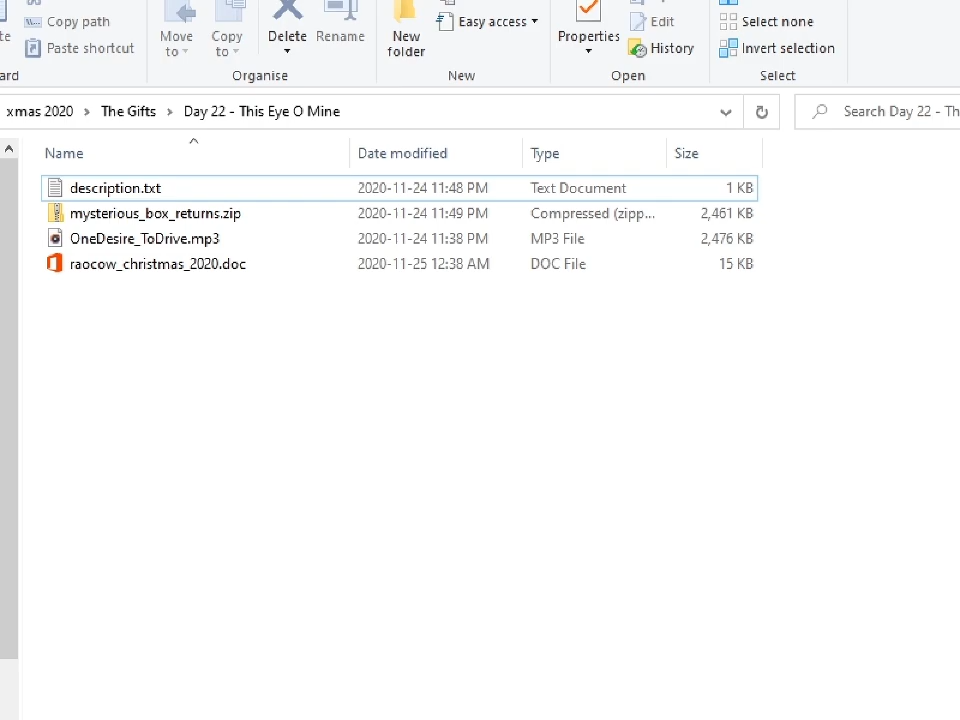 te Copy path Edit Select none
Paste shortcut Move to Copy to Delete Rename New folder Easy access Properties History Invert selection
ard Organise New Open Select
xmas 2020 > The Gifts > Day 22 - This Eye O Mine Search Day 22 - Th
Name Date modified Type Size
description.txt 2020-11-24 11:48 PM Text Document 1 KB
mysterious_box_returns.zip 2020-11-24 11:49 PM Compressed (zipp... 2,461 KB
OneDesire_ToDrive.mp3 2020-11-24 11:38 PM MP3 File 2,476 KB
raocow_christmas_2020.doc 2020-11-25 12:38 AM DOC File 15 KB